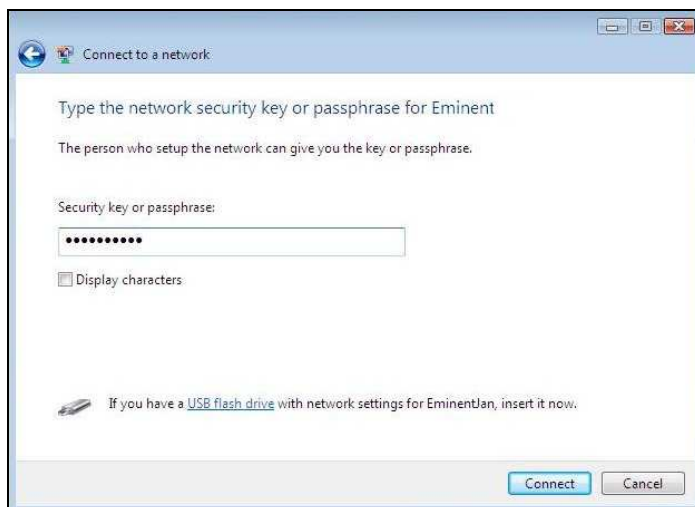 Connect to a network
Type the network security key or passphrase for Eminent
The person who setup the network can give you the key or passphrase.
Security key or passphrase:
••••••••••
Display characters
If you have a USB flash drive with network settings for EminentJan, insert it now.
Connect Cancel